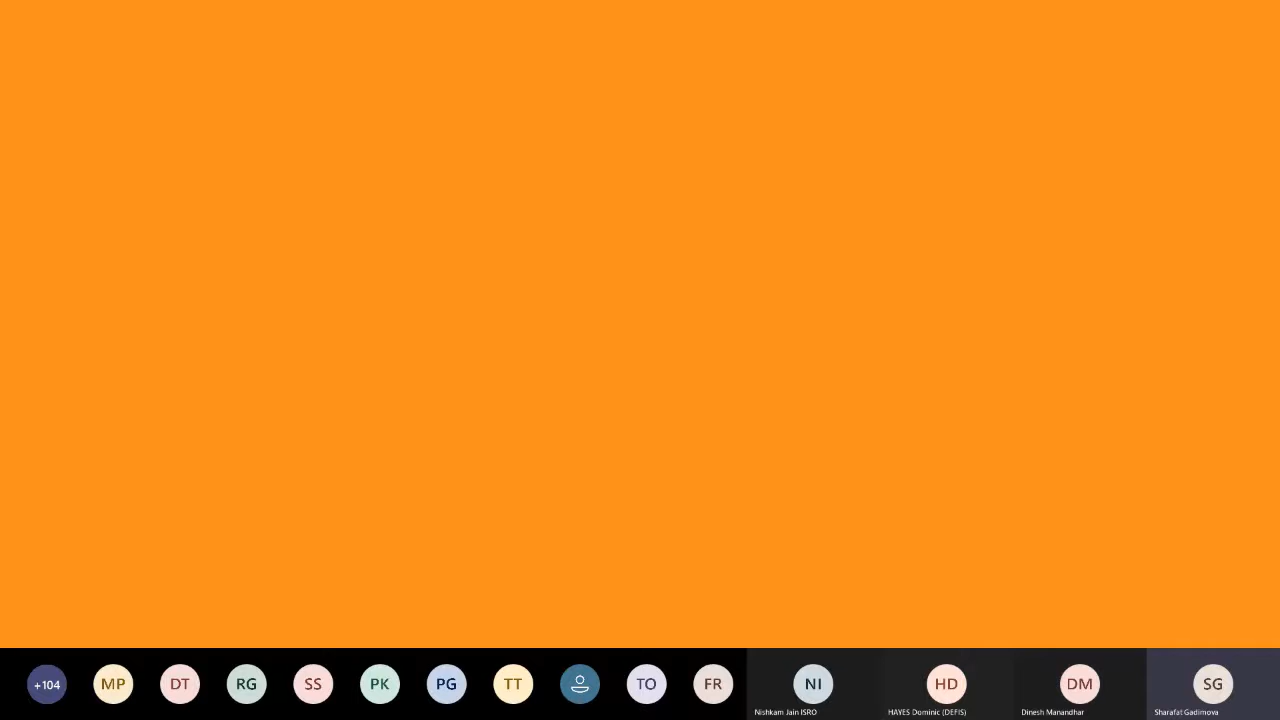 +104 MP DT RG SS PK PG TT TO FR NI HD DM SG
Nishkam Jain ISRO HAYES Dominic (DEFIS) Dinesh Manandhar Sharafat Gadimova